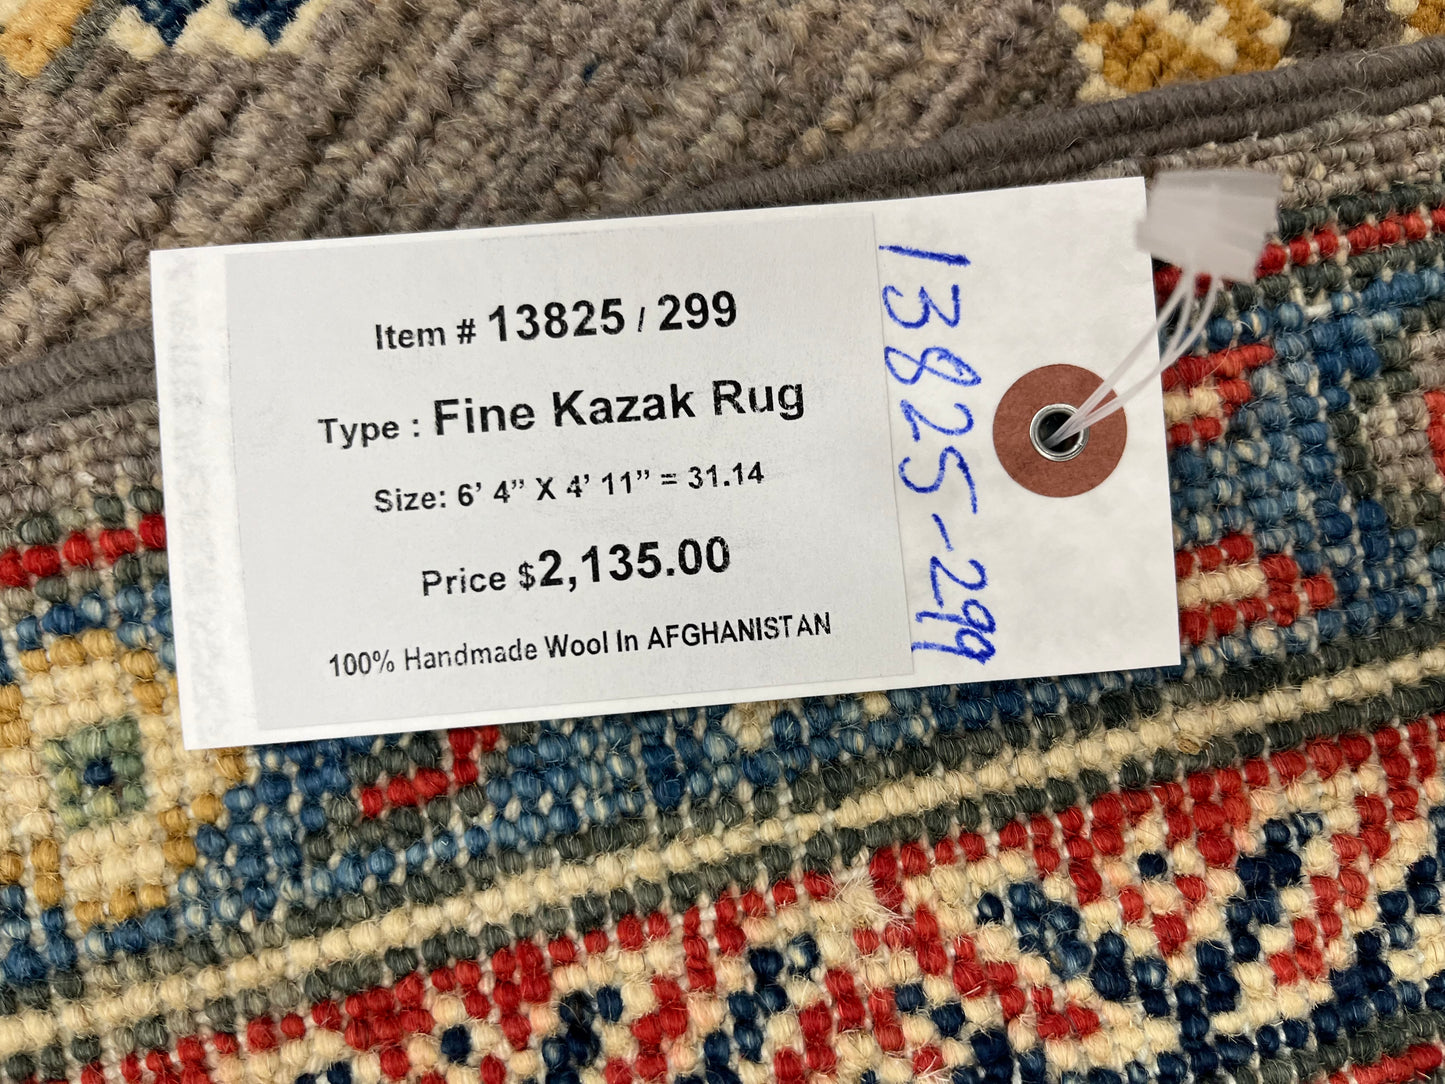 Item # 13825 / 299
Type : Fine Kazak Rug
Size: 6’ 4” X 4’ 11” = 31.14
Price $2,135.00
100% Handmade Wool In AFGHANISTAN
13825-299